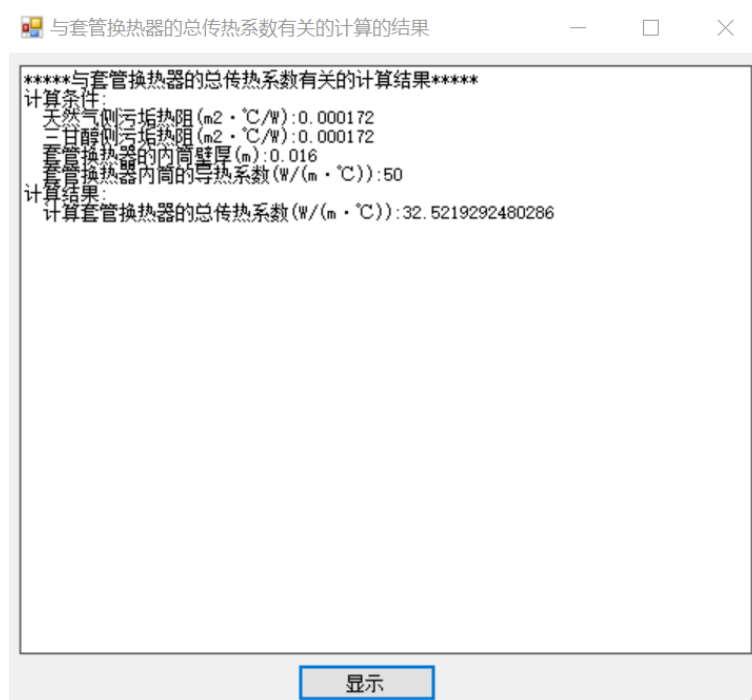 与套管换热器的总传热系数有关的计算的结果
*****与套管换热器的总传热系数有关的计算结果*****
计算条件:
天然气侧污垢热阻(m2·℃/W):0.000172
三甘醇侧污垢热阻(m2·℃/W):0.000172
套管换热器的内筒壁厚(m):0.016
套管换热器内筒的导热系数(W/(m·℃)):50
计算结果:
计算套管换热器的总传热系数(W/(m·℃)):32.5219292480286
显示